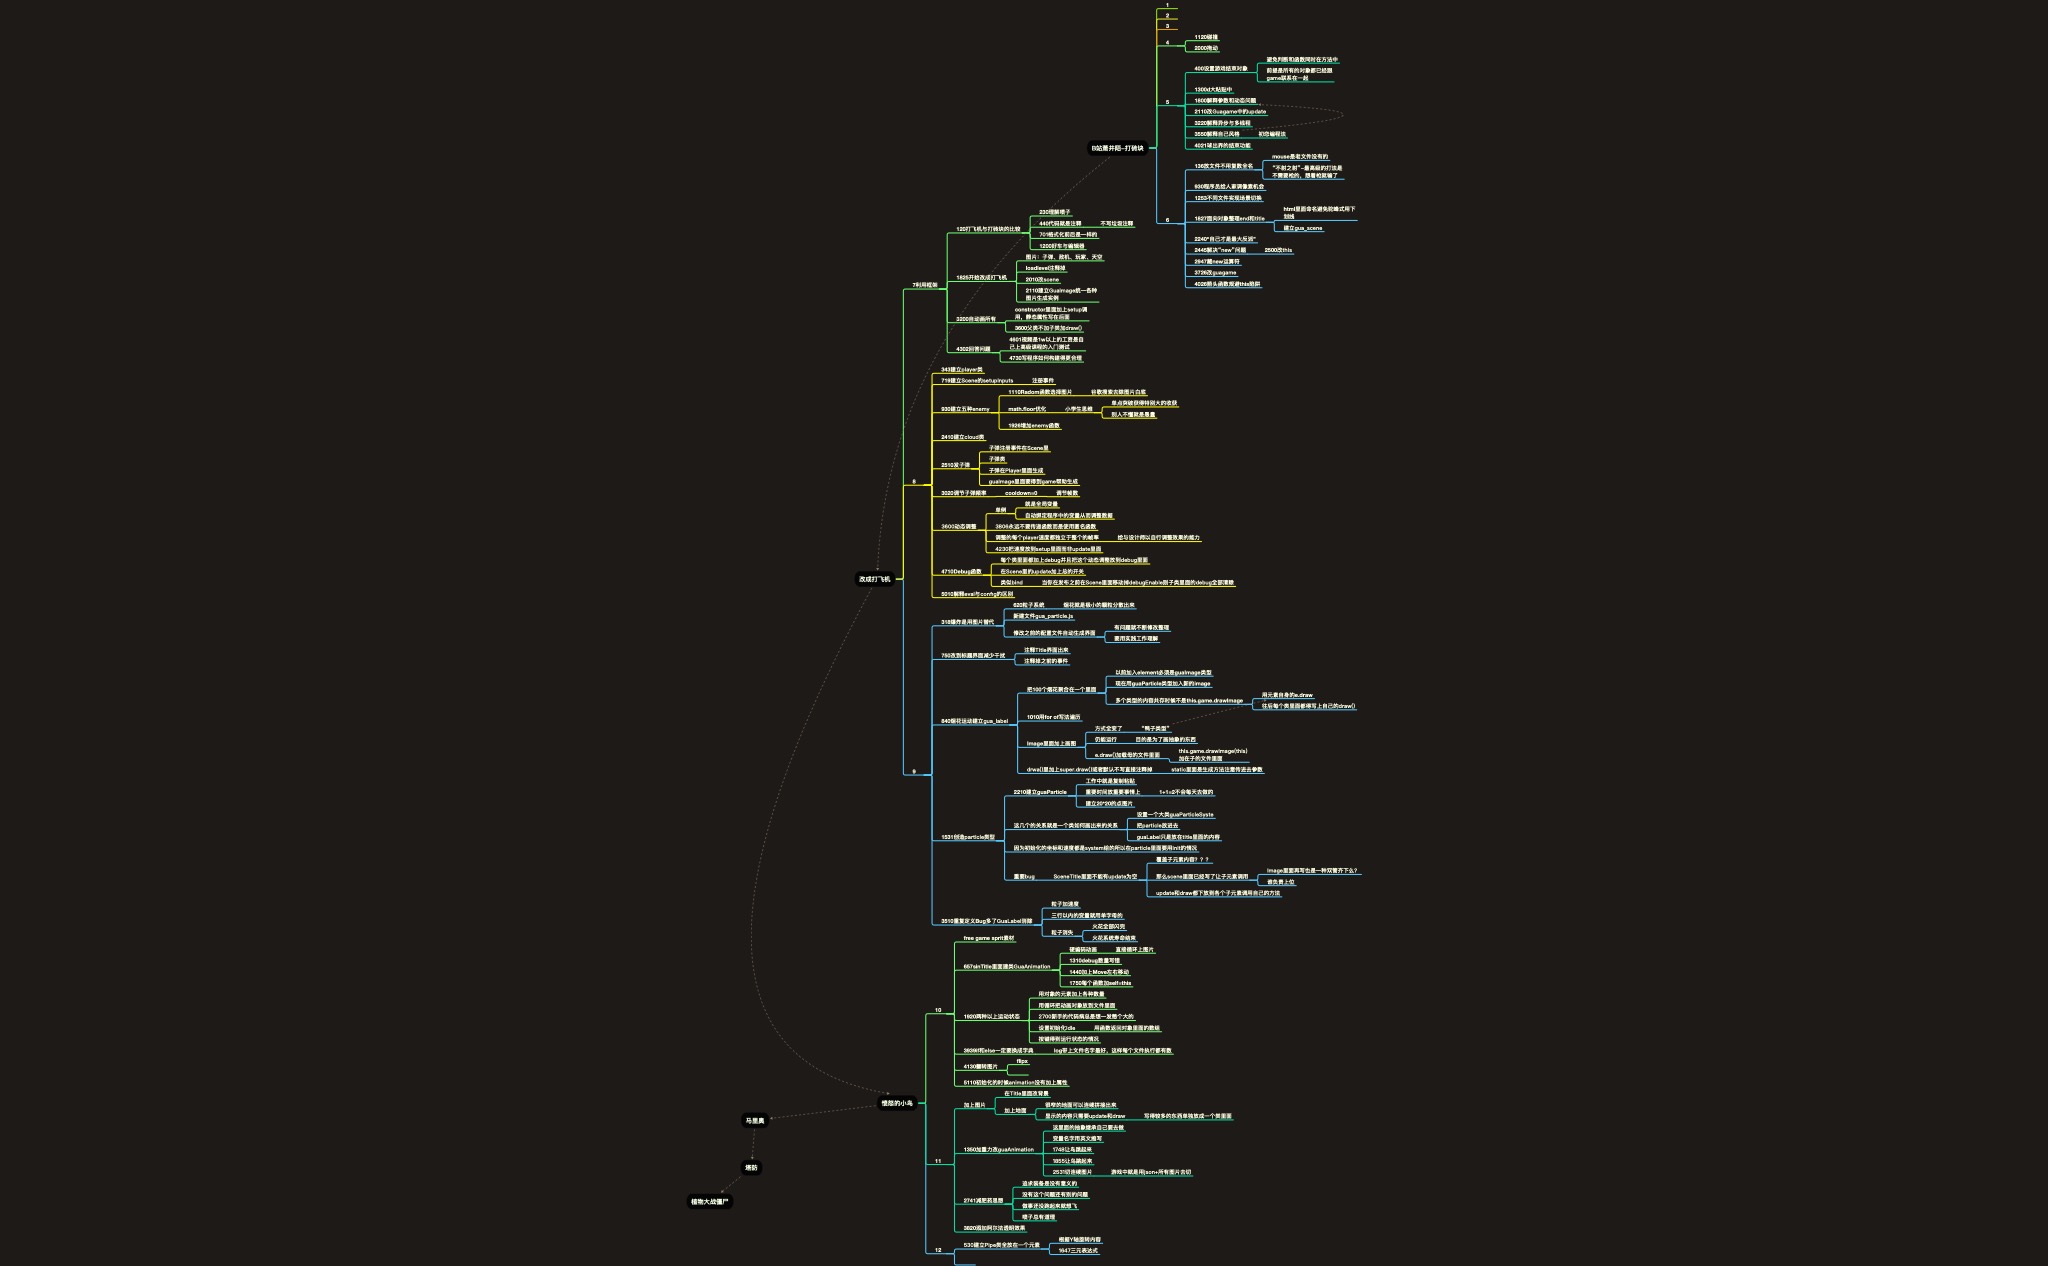 1
2
3
4
1120碰撞
2000拖动
5
400设置游戏结束对象
避免判断和函数同时在方法中
前提是所有的对象都已经跟
game联系在一起
1300d大贴贴中
1800解释参数和动态问题
2110改Guagame中的update
3220解释异步与多线程
3550解释自己风格
初恋编程法
4021球出界的结束功能
B站萧井陌-打砖块
6
136改文件不用复数全名
mouse是老文件没有的
不需要枪的，想着枪就输了
930程序员给人家调像素机会
1253不同文件实现场景切换
1827面向对象整理end和title
html里面命名避免驼峰式用下
划线
建立gua_scene
2240"自己才是最大反派"
2445解决"new"问题
2500改this
2947藏new运算符
3726改guagame
4026箭头函数规避this陷阱
7利用框架
120打飞机与打砖块的比较
230理解棋子
440代码就是注释
不写垃圾注释
701格式化前后是一样的
1200好车与编辑器
1825开始改成打飞机
图片：子弹、敌机、玩家、天空
loadlevel注释掉
2010改scene
2110建立GuaImage统一各种
图片生成实例
3200自动画所有
constructor里面加上setup调
用，静态属性写在后面
3600父类不加子类加draw()
4302回答问题
4601视频是1w以上的工资是自
己上高级课程的入门测试
4730写程序如何构建得更合理
改成打飞机
8
343建立player类
719建立Scene的setupinputs
注册事件
930建立五种enemy
1110Radom函数选择图片
谷歌搜索去除图片白底
math.floor优化
小学生思维
单点突破获得特别大的收获
别人不懂就是最重
1926增加enemy函数
2410建立cloud类
2510发子弹
子弹注册事件在Scene里
子弹类
子弹在Player里面生成
guaImage里面要得到game帮助生成
3020调节子弹频率
cooldown=0
调节帧数
3600动态调整
单例
就是全局变量
自动绑定程序中的变量从而调整数据
3806永远不要传递函数而是使用匿名函数
调整的每个player速度都独立于整个的帧率
给与设计师以自行调整效果的能力
4230把速度放到setup里面而非update里面
4710Debug函数
每个类里面都加上debug并且把这个动态调整放到debug里面
在Scene里的update加上总的开关
类似bind
当你在发布之前在Scene里面移动掉debugEnable则子类里面的debug全部清除
5010解释eval与config的区别
9
318爆炸是用图片替代
620粒子系统
烟花就是极小的颗粒分散出来
新建文件gua_particle.js
修改之前的配置文件自动生成界面
有问题就不断修改整理
要用实践工作理解
750改到标题界面减少干扰
注释Title界面出来
注释掉之前的事件
840烟花运动建立gua_label
把100个烟花聚合在一个里面
以前加入element必须是guaImage类型
现在用guaParticle类型加入新的image
多个类型的内容共存时候不是this.game.drawImage
用元素自身的e.draw
往后每个类里面都得写上自己的draw()
1010用for of写法遍历
Image里面加上画图
方式全变了
"鸭子类型"
仍能运行
目的是为了画抽象的东西
e.draw()加载母的文件里面
this.game.drawImage(this)
加在子的文件里面
drwa()里加上super.draw()或者默认不写直接注释掉
static里面是生成方法注意传进去参数
1531创造particle类型
2210建立guaParticle
工作中就是复制粘贴
重要时间放重要事情上
1+1=2不会每天去做的
建立20*20的点图片
这几个的关系就是一个类如何画出来的关系
设置一个大类guaParticleSyste
把particle放进去
guaLabel只是放在title里面的内容
因为初始化的坐标和速度都是system给的所以在particle里面要用init的情况
重要bug
SceneTitle里面不能有update为空
覆盖子元素内容？？？
那么scene里面已经写了让子元素调用
Image里面再写也是一种双管齐下么?
谁负责上位
update和draw都下放到各个子元素调用自己的方法
3510重复定义Bug多了GuaLabel删除
粒子加速度
三行以内的变量就用单字母的
粒子消失
火花全部闪完
火花系统寿命结束
愤怒的小鸟
10
free game sprit素材
657sinTitle里面建类GuaAnimation
硬编码动画
直接循环上图片
1310debug数量写错
1440加上Move左右移动
1750每个函数加self=this
1920两种以上运动状态
用对象的元素加上各种数量
用循环把动画对象放到文件里面
2700新手的代码病总是想一发憋个大的
设置初始化idle
用函数返回对象里面的数组
按键得到运行状态的情况
3939if和else一定要换成字典
log带上文件名字最好，这样每个文件执行都有数
4130翻转图片
flipx
5110初始化的时候animation没有加上属性
11
加上图片
在Title里面改背景
加上地面
很窄的地面可以连续拼接出来
显示的内容只需要update和draw
写得较多的东西单独放成一个类里面
1350加重力改guaAnimation
这里面的抽象继承自己要去做
变量名字用英文缩写
1748让鸟跳起来
1855让鸟跳起来
2531切连续图片
游戏中就是用json+所有图片去切
2741减肥药思想
追求装备是没有意义的
没有这个问题还有别的问题
做事还没跑起来就想飞
喷子总有道理
3820添加阿尔法透明效果
12
530建立Pipe类全放在一个元素
根据Y轴旋转内容
1647三元表达式
马里奥
塔防
植物大战僵尸